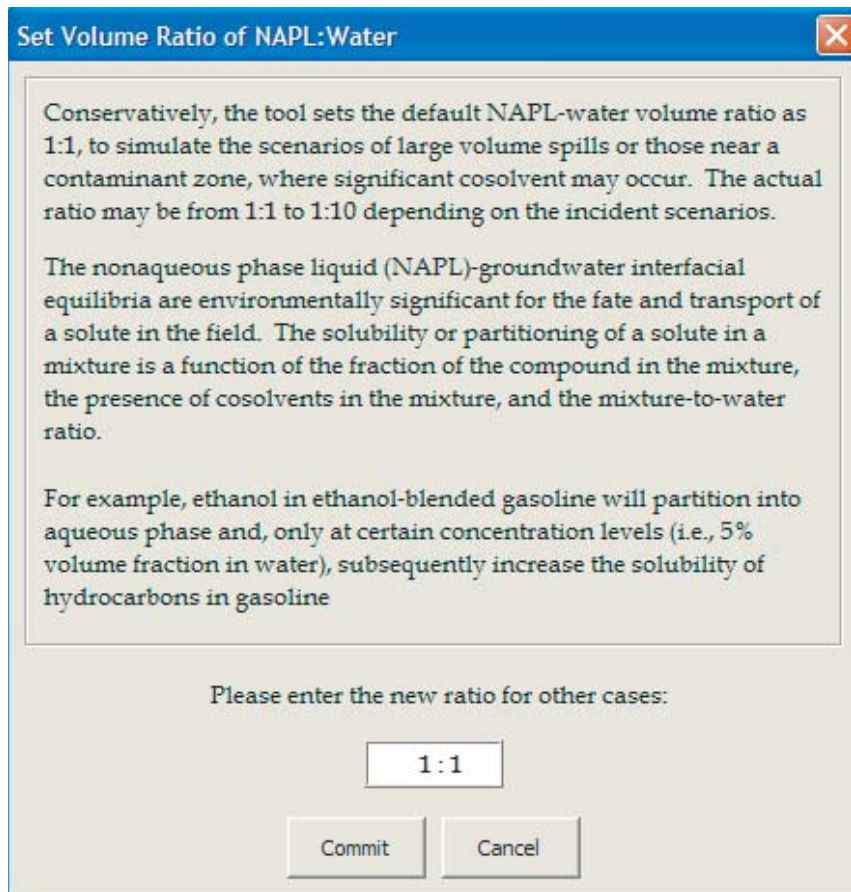 Set Volume Ratio of NAPL:Water
Conservatively, the tool sets the default NAPL-water volume ratio as
1:1, to simulate the scenarios of large volume spills or those near a
contaminant zone, where significant cosolvent may occur. The actual
ratio may be from 1:1 to 1:10 depending on the incident scenarios.
The nonaqueous phase liquid (NAPL)-groundwater interfacial
equilibria are environmentally significant for the fate and transport of
a solute in the field. The solubility or partitioning of a solute in a
mixture is a function of the fraction of the compound in the mixture,
the presence of cosolvents in the mixture, and the mixture-to-water
ratio.
For example, ethanol in ethanol-blended gasoline will partition into
aqueous phase and, only at certain concentration levels (i.e., 5%
volume fraction in water), subsequently increase the solubility of
hydrocarbons in gasoline
Please enter the new ratio for other cases:
1:1
Commit
Cancel